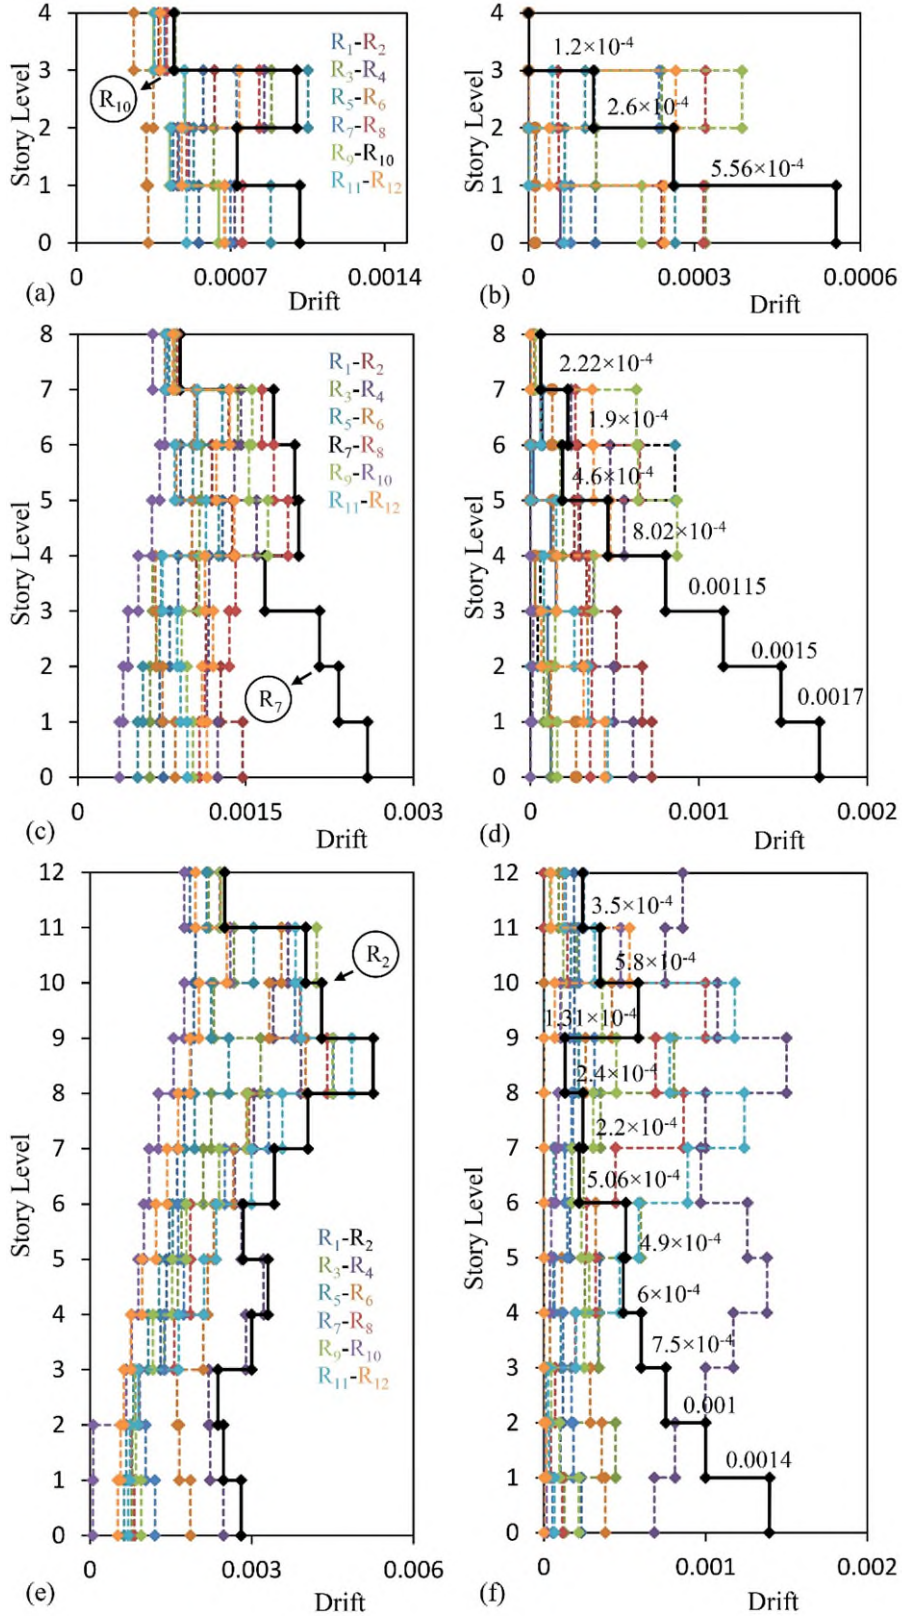 4
3
2
1
0
Story Level
R10
R1-R2
R3-R4
R5-R6
R7-R8
R9-R10
R11-R12
0
0.0007
0.0014
(a)
Drift
4
3
2
1
0
Story Level
1.2×10-4
2.6×10-4
5.56×10-4
0
0.0003
0.0006
(b)
Drift
8
7
6
5
4
3
2
1
0
Story Level
R1-R2
R3-R4
R5-R6
R7-R8
R9-R10
R11-R12
R7
0
0.0015
0.003
(c)
Drift
8
7
6
5
4
3
2
1
0
Story Level
2.22×10-4
1.9×10-4
4.6×10-4
8.02×10-4
0.00115
0.0015
0.0017
0
0.001
0.002
(d)
Drift
12
11
10
9
8
7
6
5
4
3
2
1
0
Story Level
R2
R1-R2
R3-R4
R5-R6
R7-R8
R9-R10
R11-R12
0
0.003
0.006
(e)
Drift
12
11
10
9
8
7
6
5
4
3
2
1
0
Story Level
3.5×10-4
5.8×10-4
1.31×10-4
2.4×10-4
2.2×10-4
5.06×10-4
4.9×10-4
6×10-4
7.5×10-4
0.001
0.0014
0
0.001
0.002
(f)
Drift